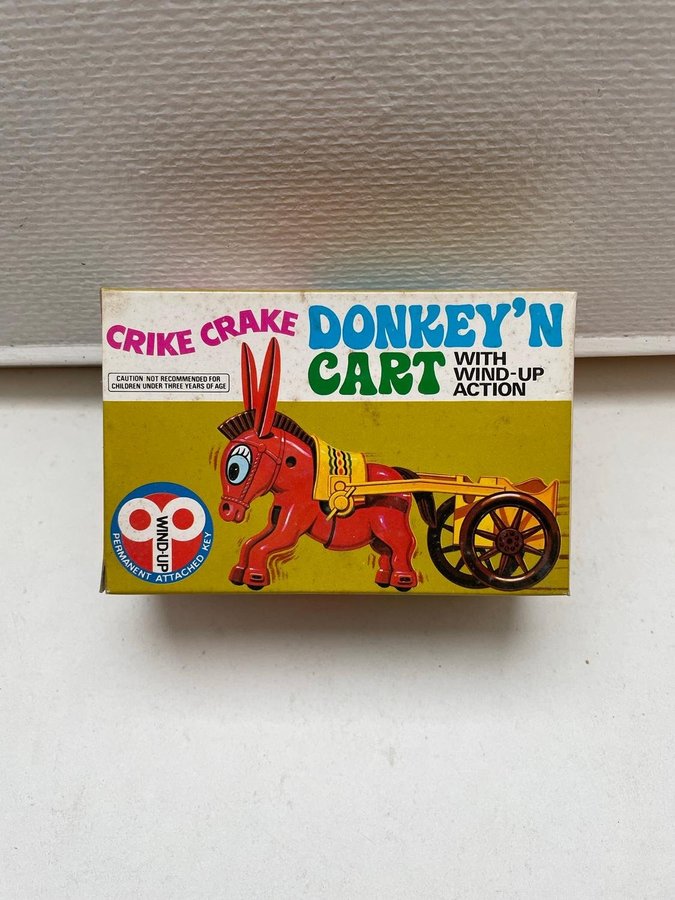 CRIKE CRAKE
DONKEY'N
CART
WITH
WIND-UP
ACTION
CAUTION NOT RECOMMENDED FOR
CHILDREN UNDER THREE YEARS OF AGE
WIND-UP
PERMANENT ATTACHED KEY